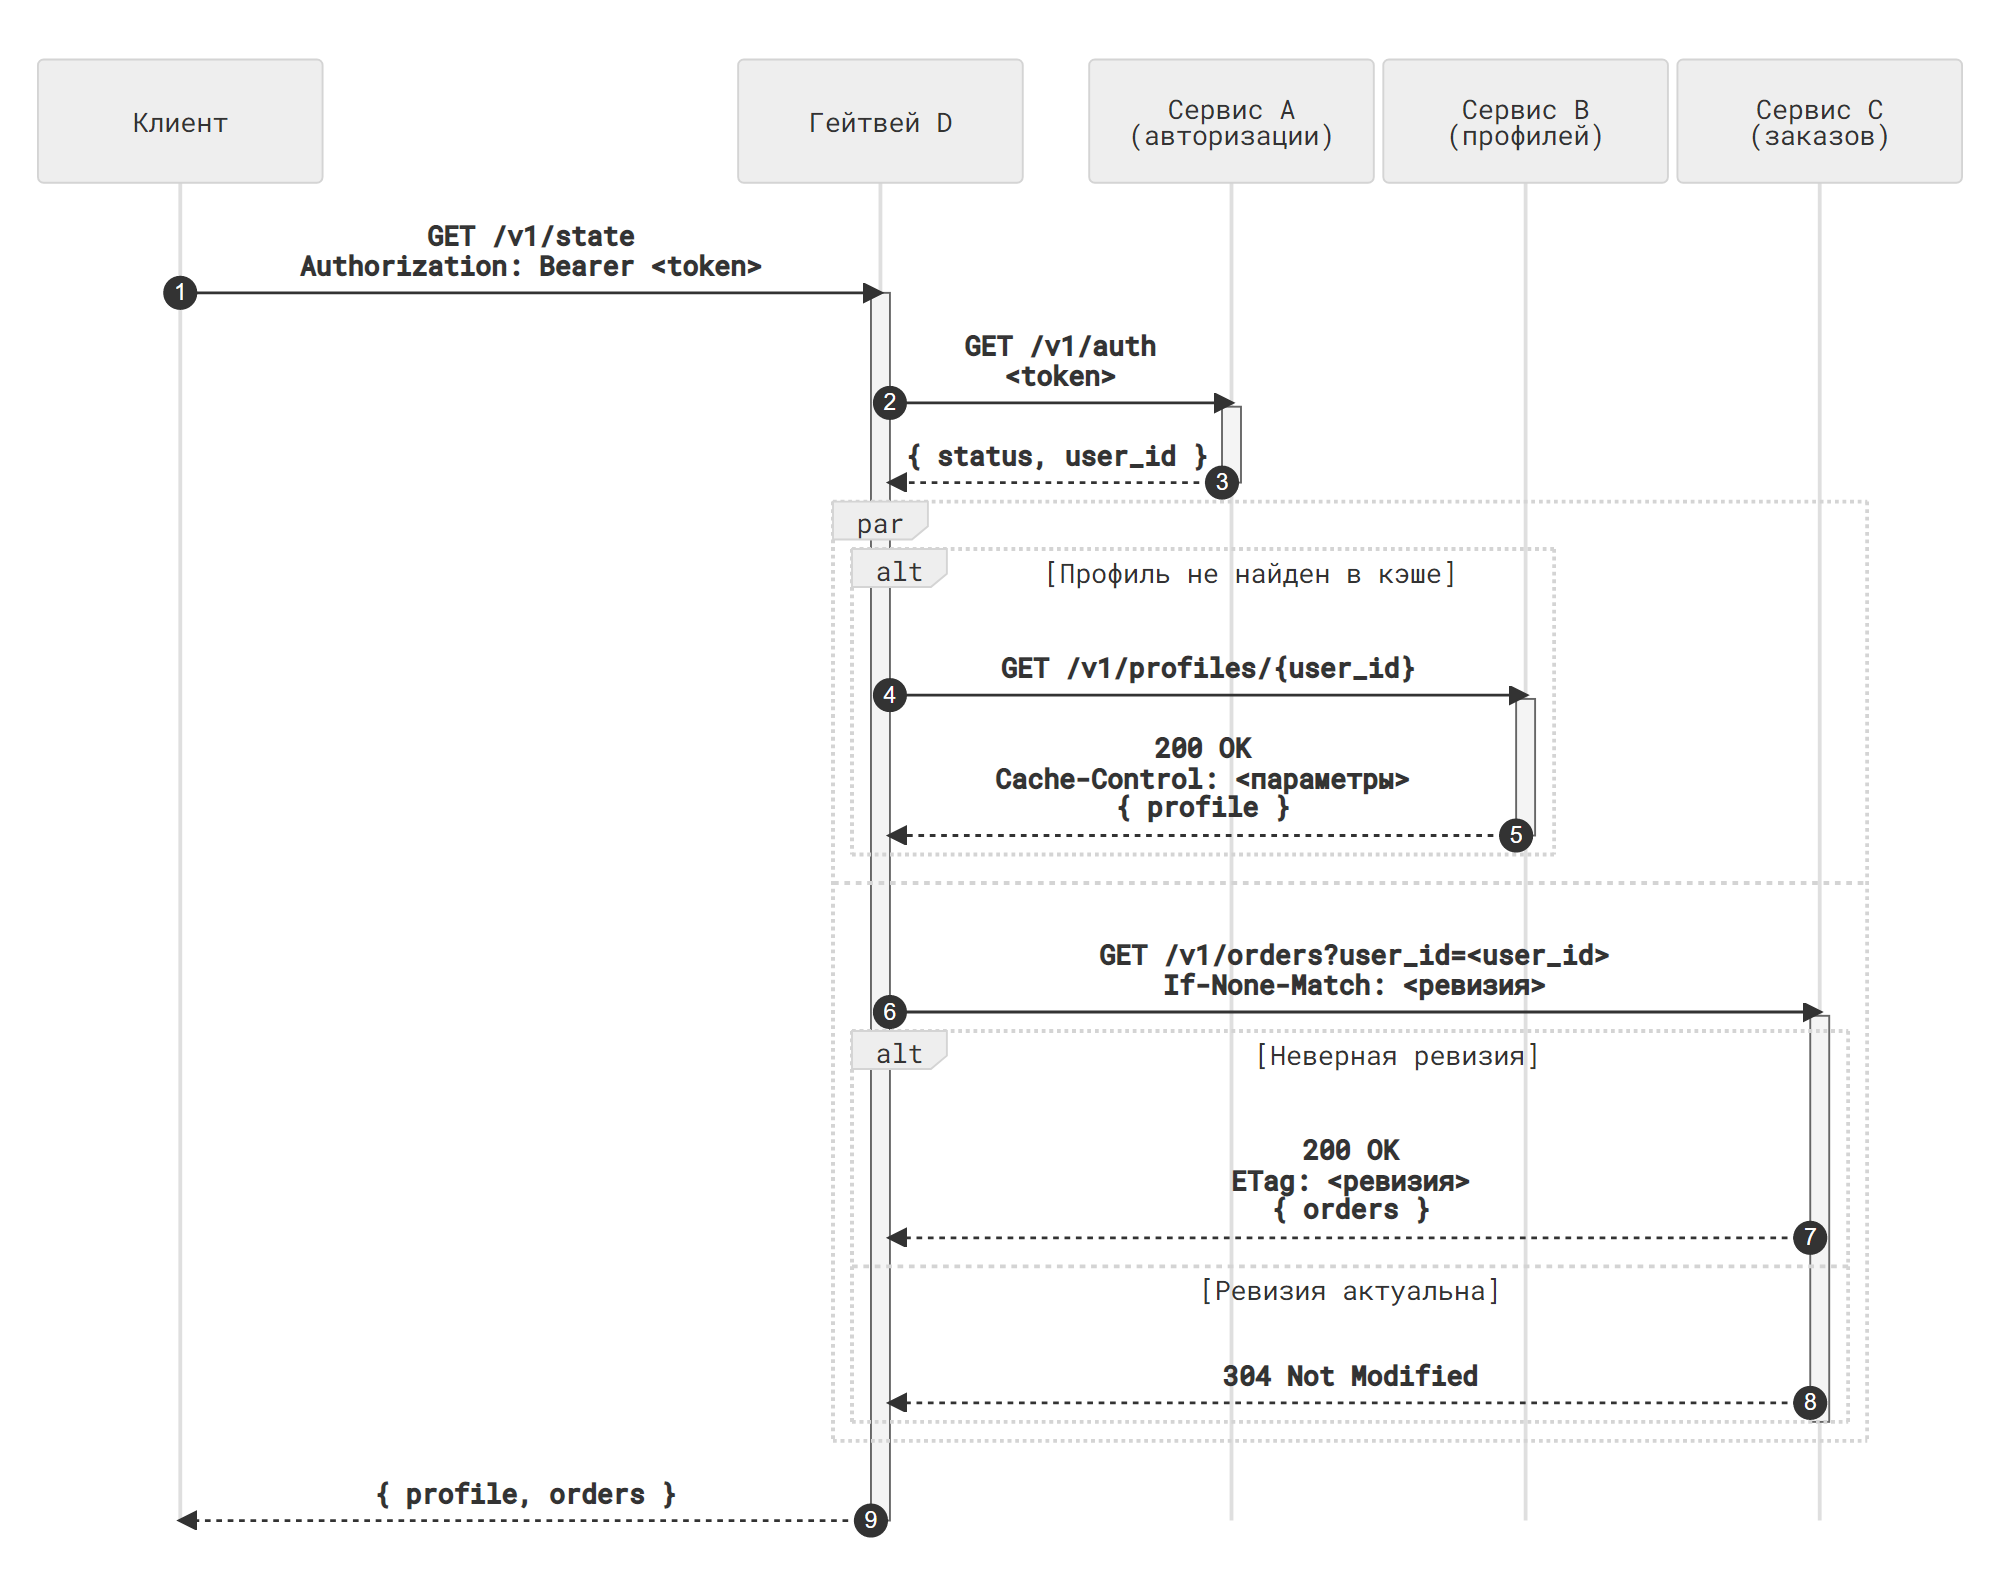 Клиент
Гейтвей D
Сервис A
(авторизации)
Сервис B
(профилей)
Сервис C
(заказов)
GET /v1/state
Authorization: Bearer <token>
1
GET /v1/auth
<token>
2
{ status, user_id }
3
par
alt
[Профиль не найден в кэше]
GET /v1/profiles/{user_id}
4
200 OK
Cache-Control: <параметры>
{ profile }
5
GET /v1/orders?user_id=<user_id>
If-None-Match: <ревизия>
6
alt
[Неверная ревизия]
200 OK
ETag: <ревизия>
{ orders }
7
[Ревизия актуальна]
304 Not Modified
8
{ profile, orders }
9